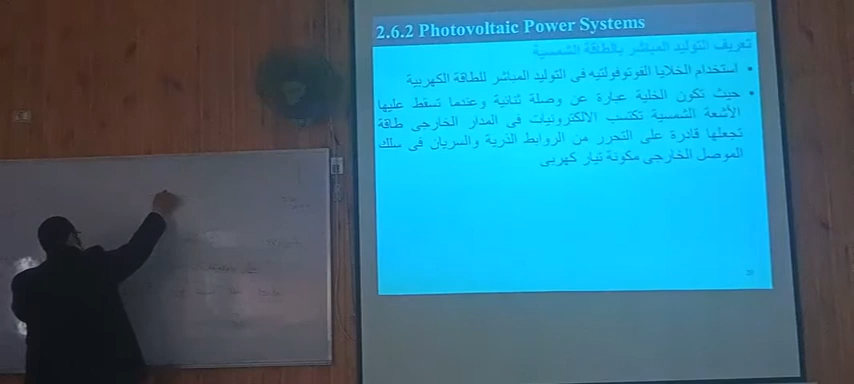 2.6.2 Photovoltaic Power Systems
تعريف التوليد المباشر بالطاقة الشمسية
• استخدام الخلايا الفوتوفولتيه فى التوليد المباشر للطاقة الكهربية
• حيث تكون الخلية عبارة عن وصلة ثنائية وعندما تسقط عليها
الأشعة الشمسية تكتسب الالكترونيات فى المدار الخارجى طاقة
تجعلها قادرة على التحرر من الروابط الذرية والسريان فى سلك
الموصل الخارجى مكونة تيار كهربى
20